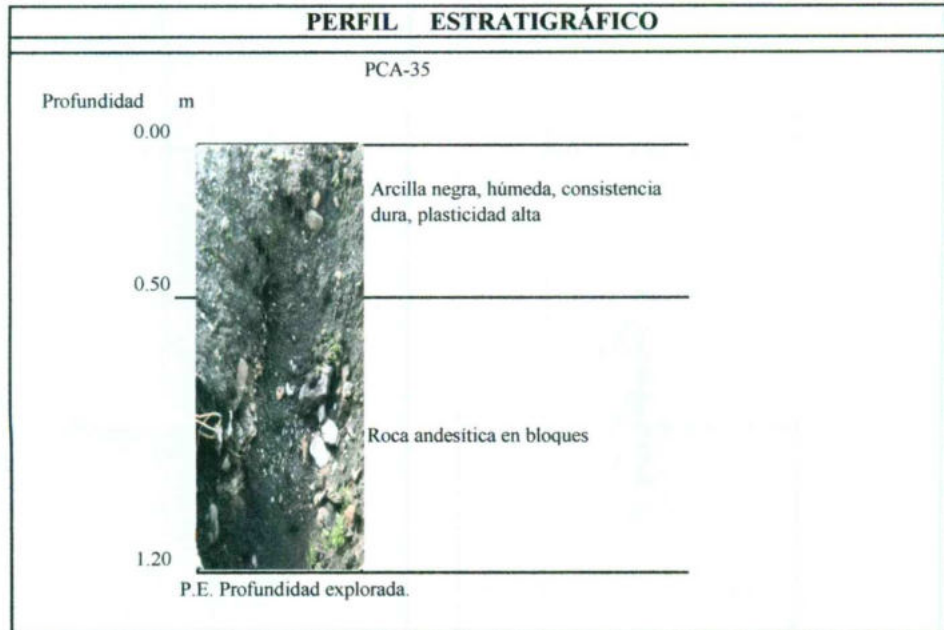 PERFIL ESTRATIGRÁFICO
PCA-35
Profundidad m
0.00
Arcilla negra, húmeda, consistencia
dura, plasticidad alta
0.50
Roca andesítica en bloques
1.20
P.E. Profundidad explorada.